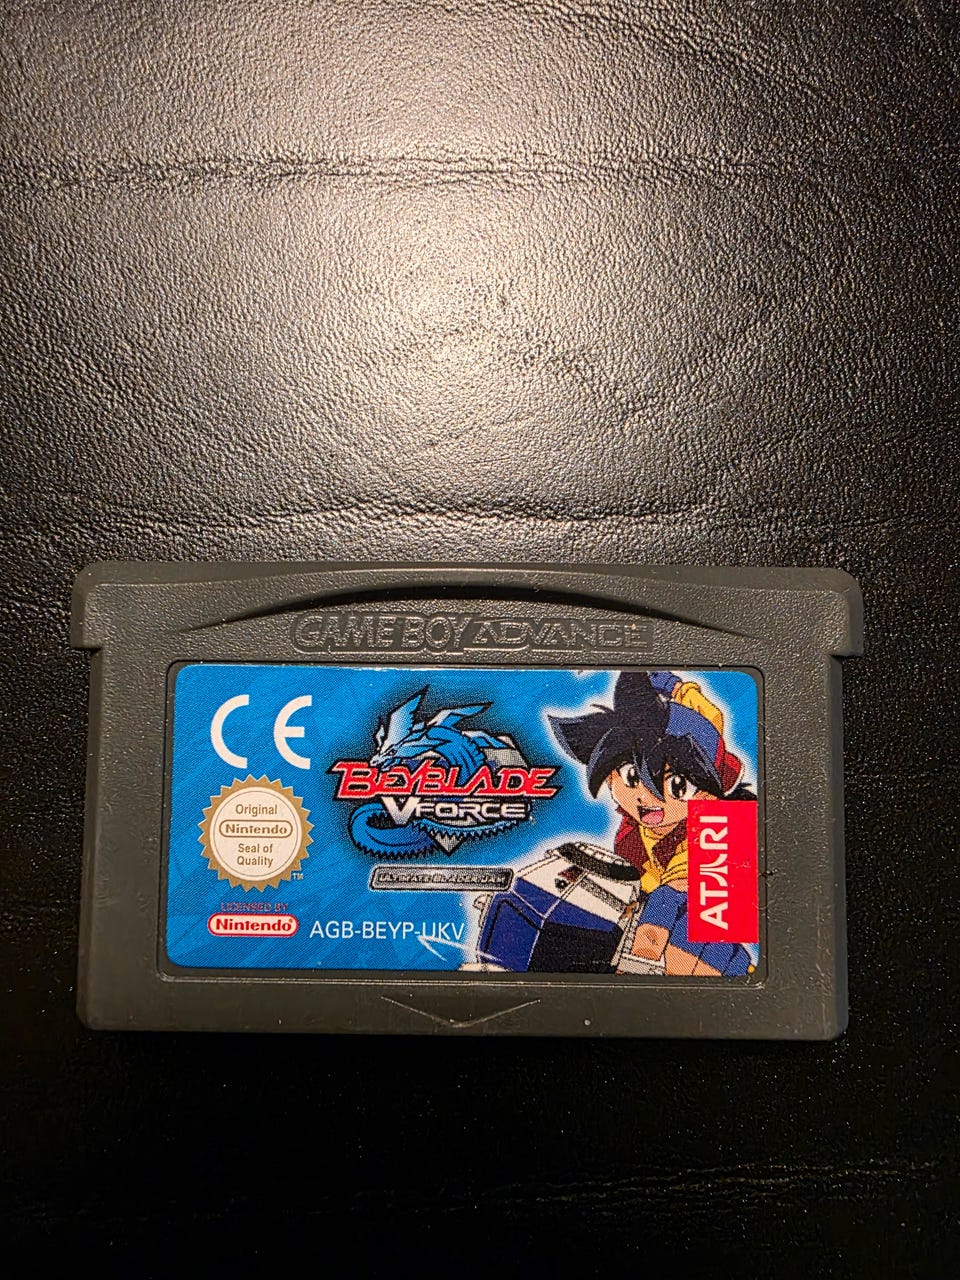 GAME BOY ADVANCE
CE
BEYBLADE
VFORCE
ULTIMATE BLADER JAM
Original
Nintendo
Seal of
Quality
TM
LICENSED BY
Nintendo
AGB-BEYP-UKV
ATARI